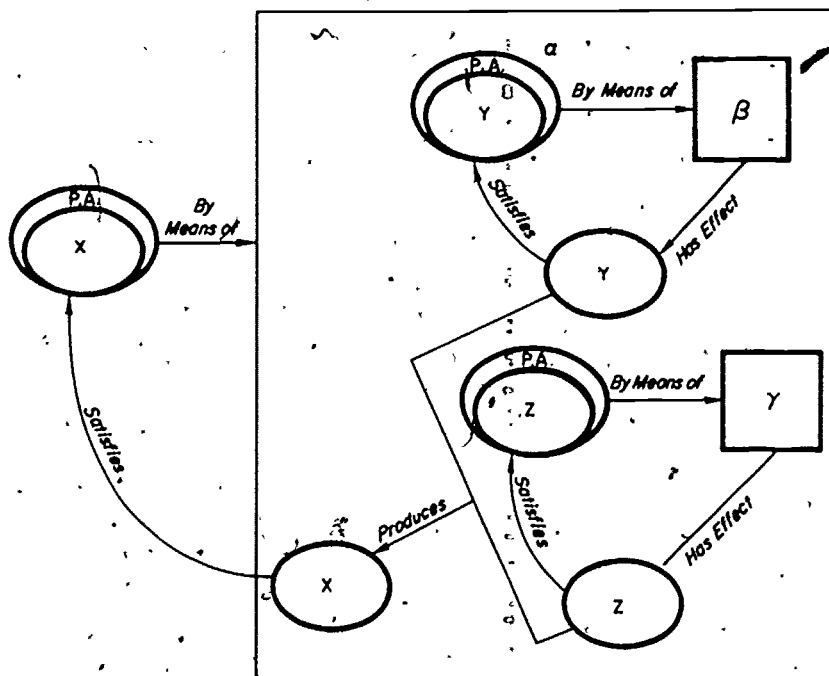 α
P.A.
Y
By Means of
β
Satisfies
Has Effect
Y
P.A.
X
By
Means of
P.A.
Z
By Means of
γ
Satisfies
Satisfies
Has Effect
Produces
X
Z